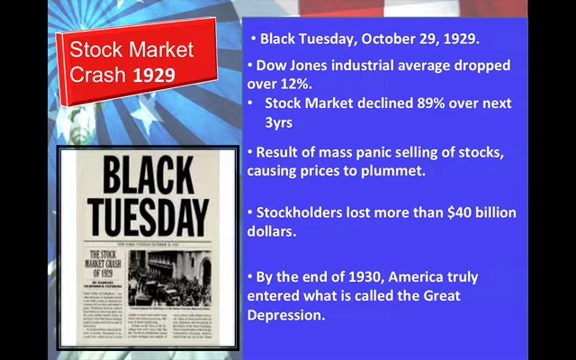 Stock Market
Crash 1929
• Black Tuesday, October 29, 1929.
• Dow Jones industrial average dropped
over 12%.
• Stock Market declined 89% over next
3yrs
• Result of mass panic selling of stocks,
causing prices to plummet.
• Stockholders lost more than $40 billion
dollars.
• By the end of 1930, America truly
entered what is called the Great
Depression.
BLACK
TUESDAY
THE STOCK
MARKET CRASH
OF 1929